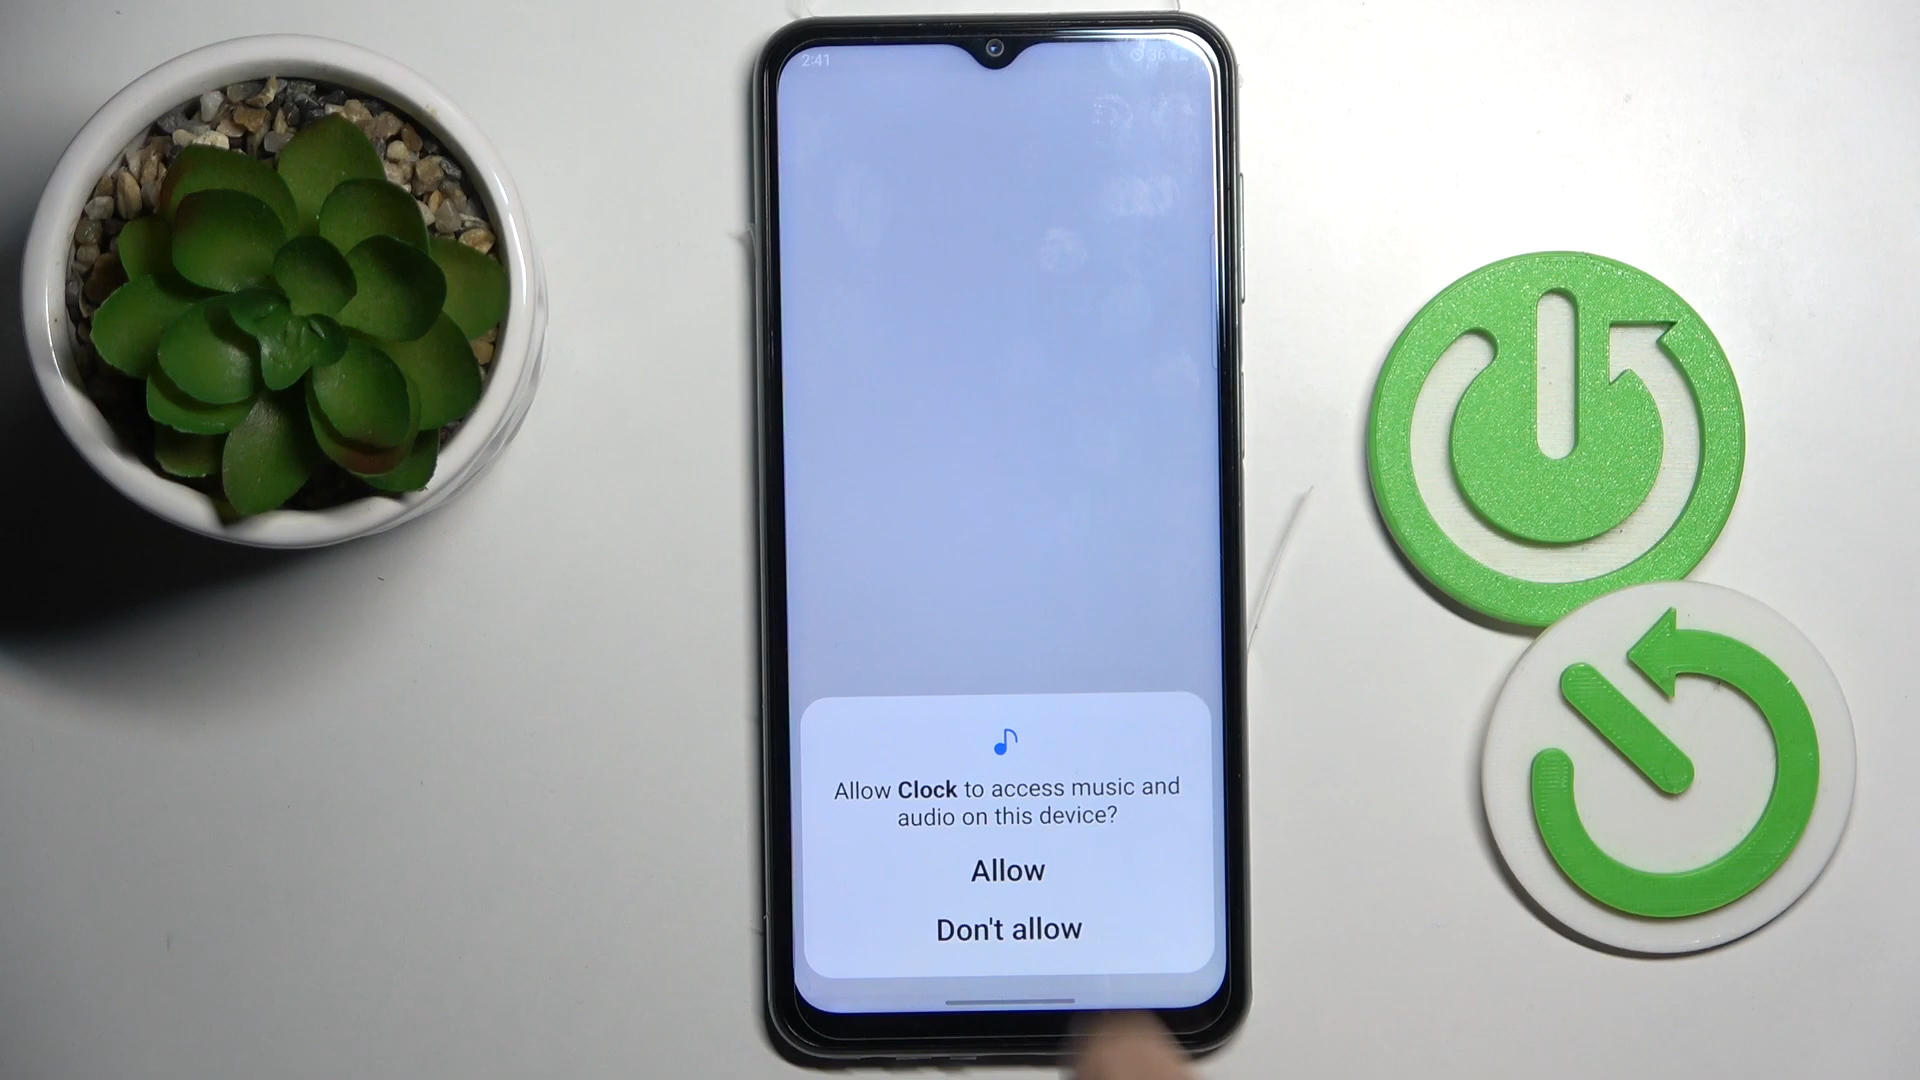 2:41
Allow Clock to access music and
audio on this device?
Allow
Don't allow